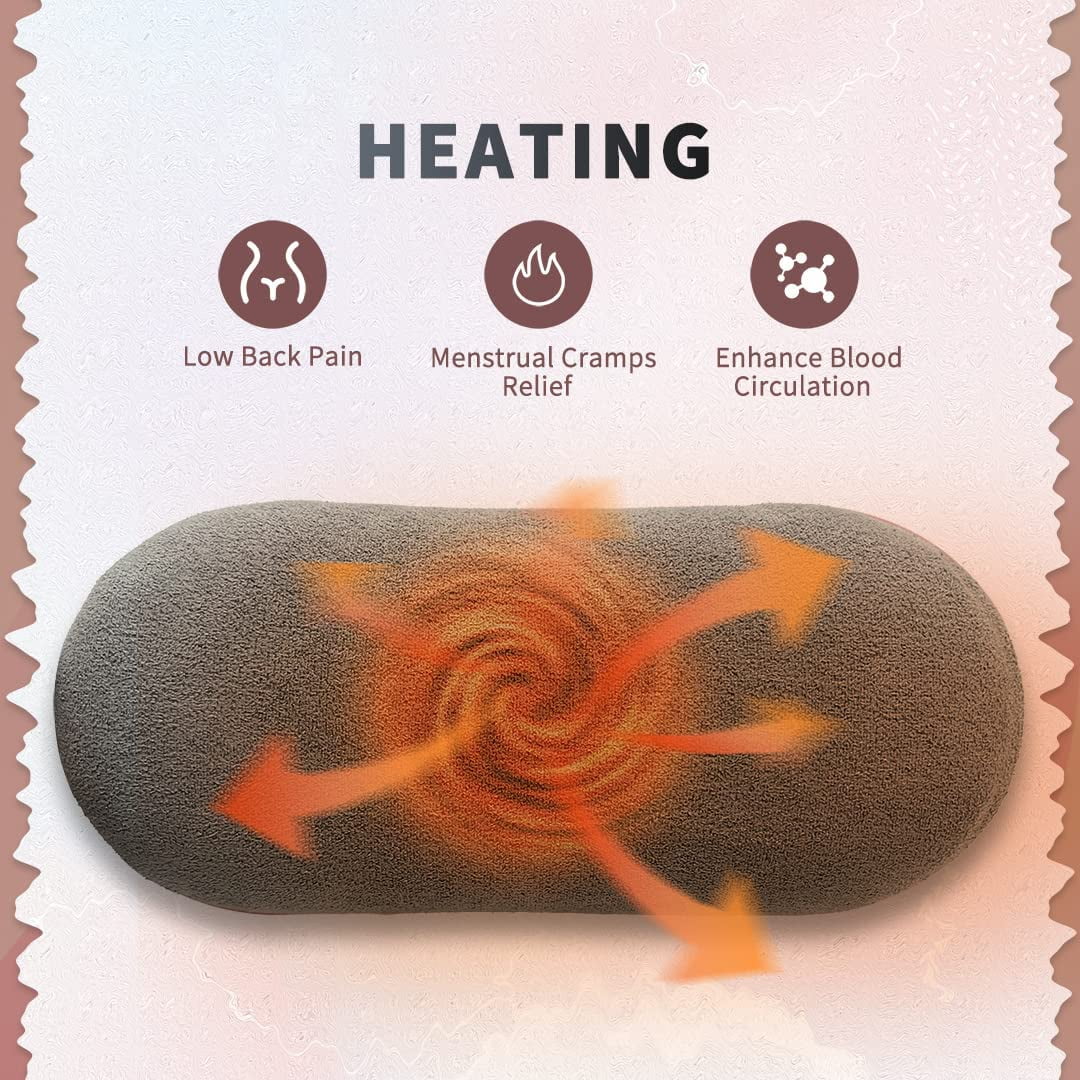 HEATING
Low Back Pain
Menstrual Cramps
Relief
Enhance Blood
Circulation